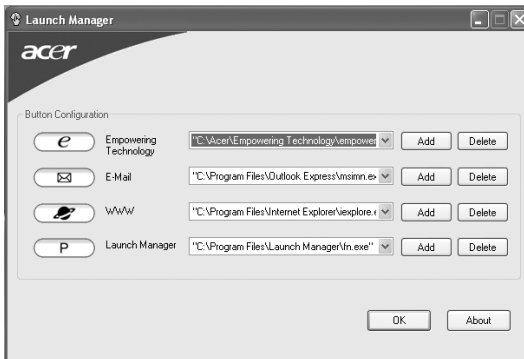 Launch Manager
acer
Button Configuration
e Empowering Technology "C:\Acer\Empowering Technology\empower Add Delete
E-Mail "C:\Program Files\Outlook Express\msimn.ex Add Delete
WWW "C:\Program Files\Internet Explorer\iexplore.e Add Delete
P Launch Manager "C:\Program Files\Launch Manager\fn.exe" Add Delete
OK About